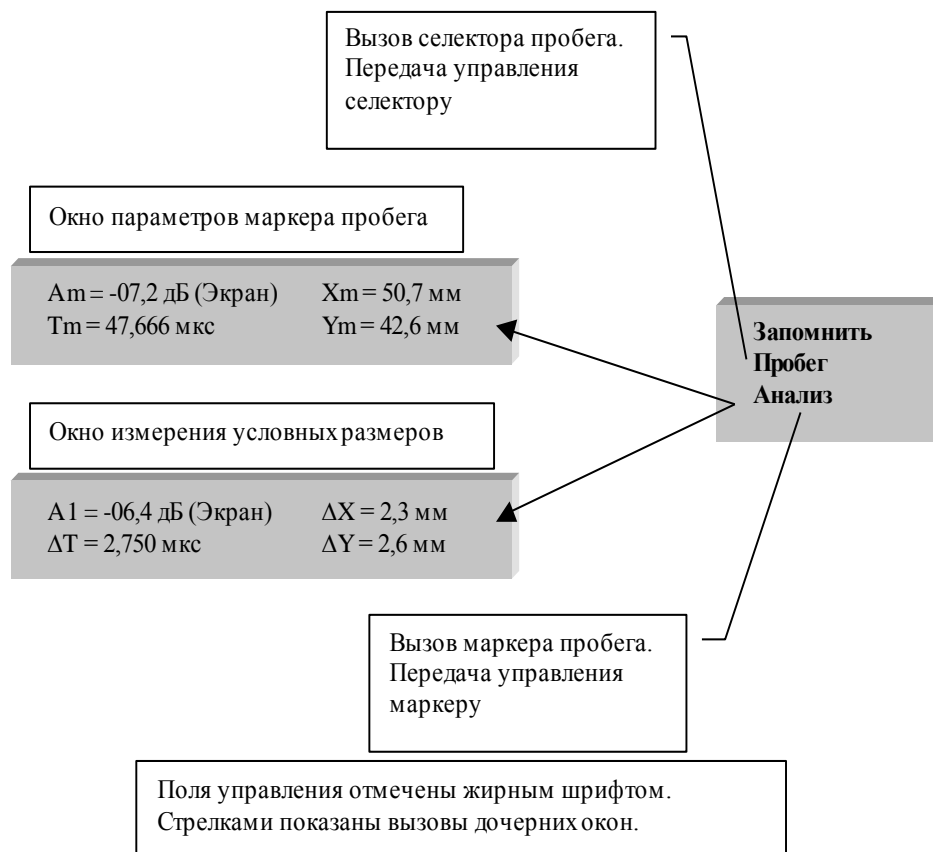 Вызов селектора пробега.
Передача управления
селектору
Окно параметров маркера пробега
Am = -07,2 дБ (Экран) Xm = 50,7 мм
Tm = 47,666 мкс Ym = 42,6 мм
Запомнить
Пробег
Анализ
Окно измерения условных размеров
A1 = -06,4 дБ (Экран) ΔX = 2,3 мм
ΔT = 2,750 мкс ΔY = 2,6 мм
Вызов маркера пробега.
Передача управления
маркеру
Поля управления отмечены жирным шрифтом.
Стрелками показаны вызовы дочерних окон.